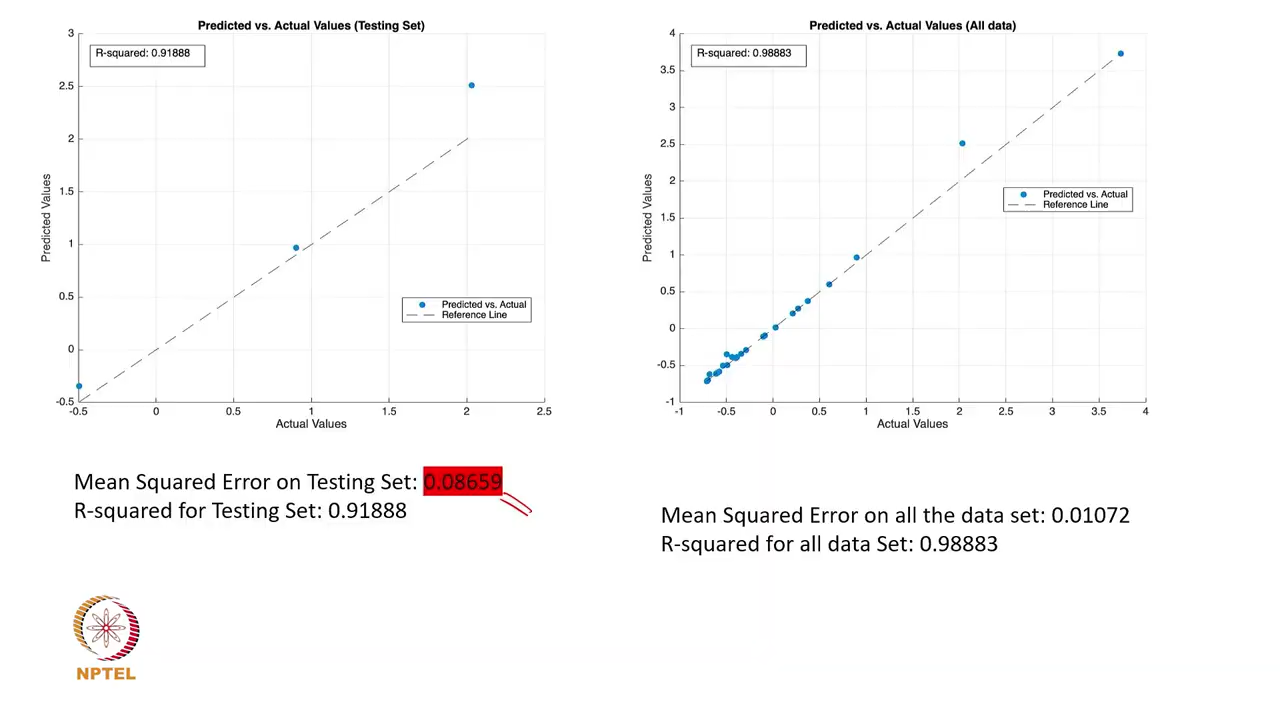 Predicted vs. Actual Values (Testing Set)
R-squared: 0.91888
3
2.5
2
1.5
1
0.5
0
-0.5
Predicted Values
Predicted vs. Actual
Reference Line
-0.5 0 0.5 1 1.5 2 2.5
Actual Values
Mean Squared Error on Testing Set: 0.08659
R-squared for Testing Set: 0.91888
Predicted vs. Actual Values (All data)
R-squared: 0.98883
4
3.5
3
2.5
2
1.5
1
0.5
0
-0.5
-1
Predicted Values
Predicted vs. Actual
Reference Line
-1 -0.5 0 0.5 1 1.5 2 2.5 3 3.5 4
Actual Values
Mean Squared Error on all the data set: 0.01072
R-squared for all data Set: 0.98883
NPTEL